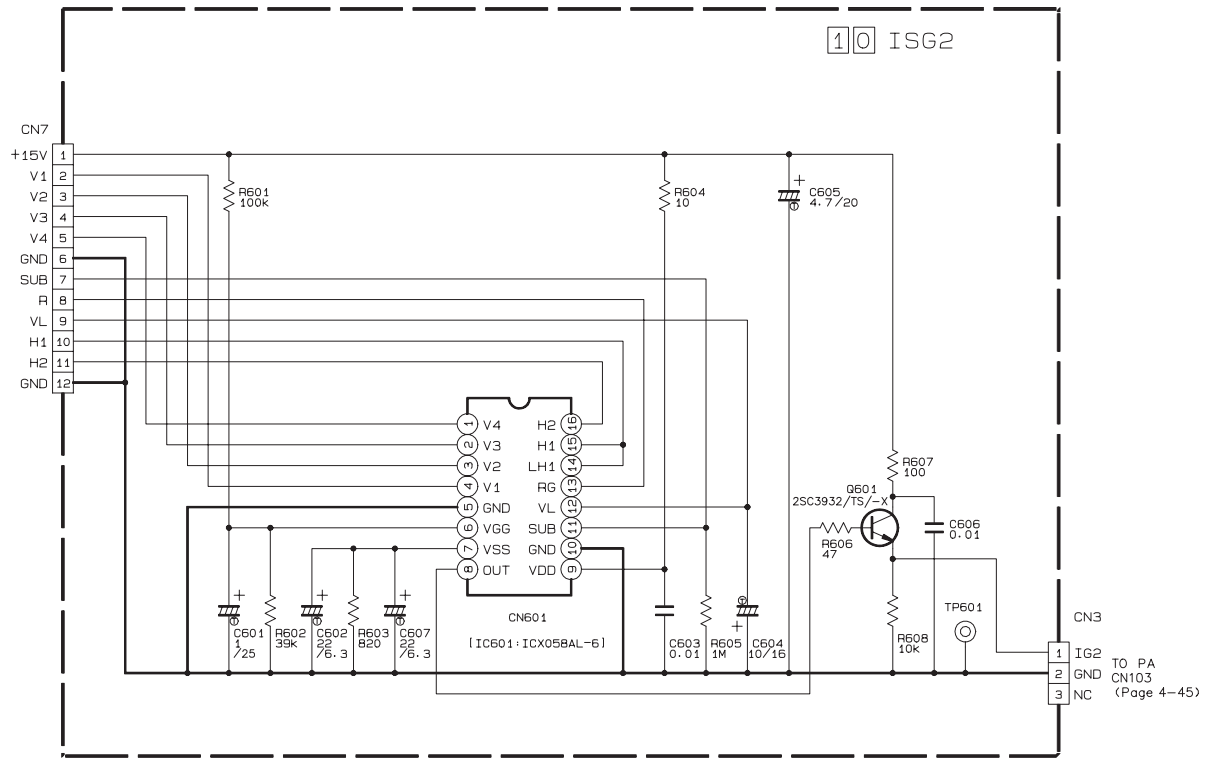 10 ISG2
CN7
+15V 1
V1 2
V2 3
V3 4
V4 5
GND 6
SUB 7
R 8
VL 9
H1 10
H2 11
GND 12
R601
100k
R604
10
+
C605
4.7/20
1 V4
2 V3
3 V2
4 V1
5 GND
6 VGG
7 VSS
8 OUT
H2 16
H1 15
LH1 14
RG 13
VL 12
SUB 11
GND 10
VDD 9
CN601
[IC601:ICX058AL-6]
R607
100
Q601
2SC3932/TS/-X
R606
47
C606
0.01
+
C601
1
/25
R602
39k
+
C602
22
/6.3
R603
820
+
C607
22
/6.3
C603
0.01
R605
1M
+
C604
10/16
R608
10k
TP601
CN3
1 IG2
2 GND
3 NC
TO PA
CN103
(Page 4-45)